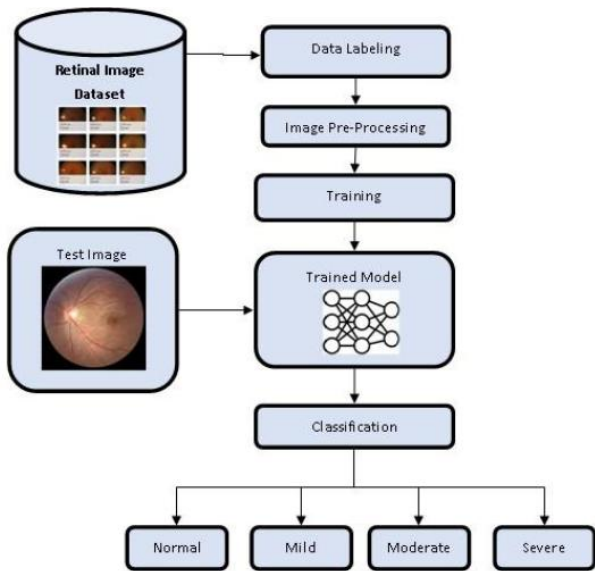 Retinal Image
Dataset
Data Labeling
Image Pre-Processing
Training
Test Image
Trained Model
Classification
Normal
Mild
Moderate
Severe